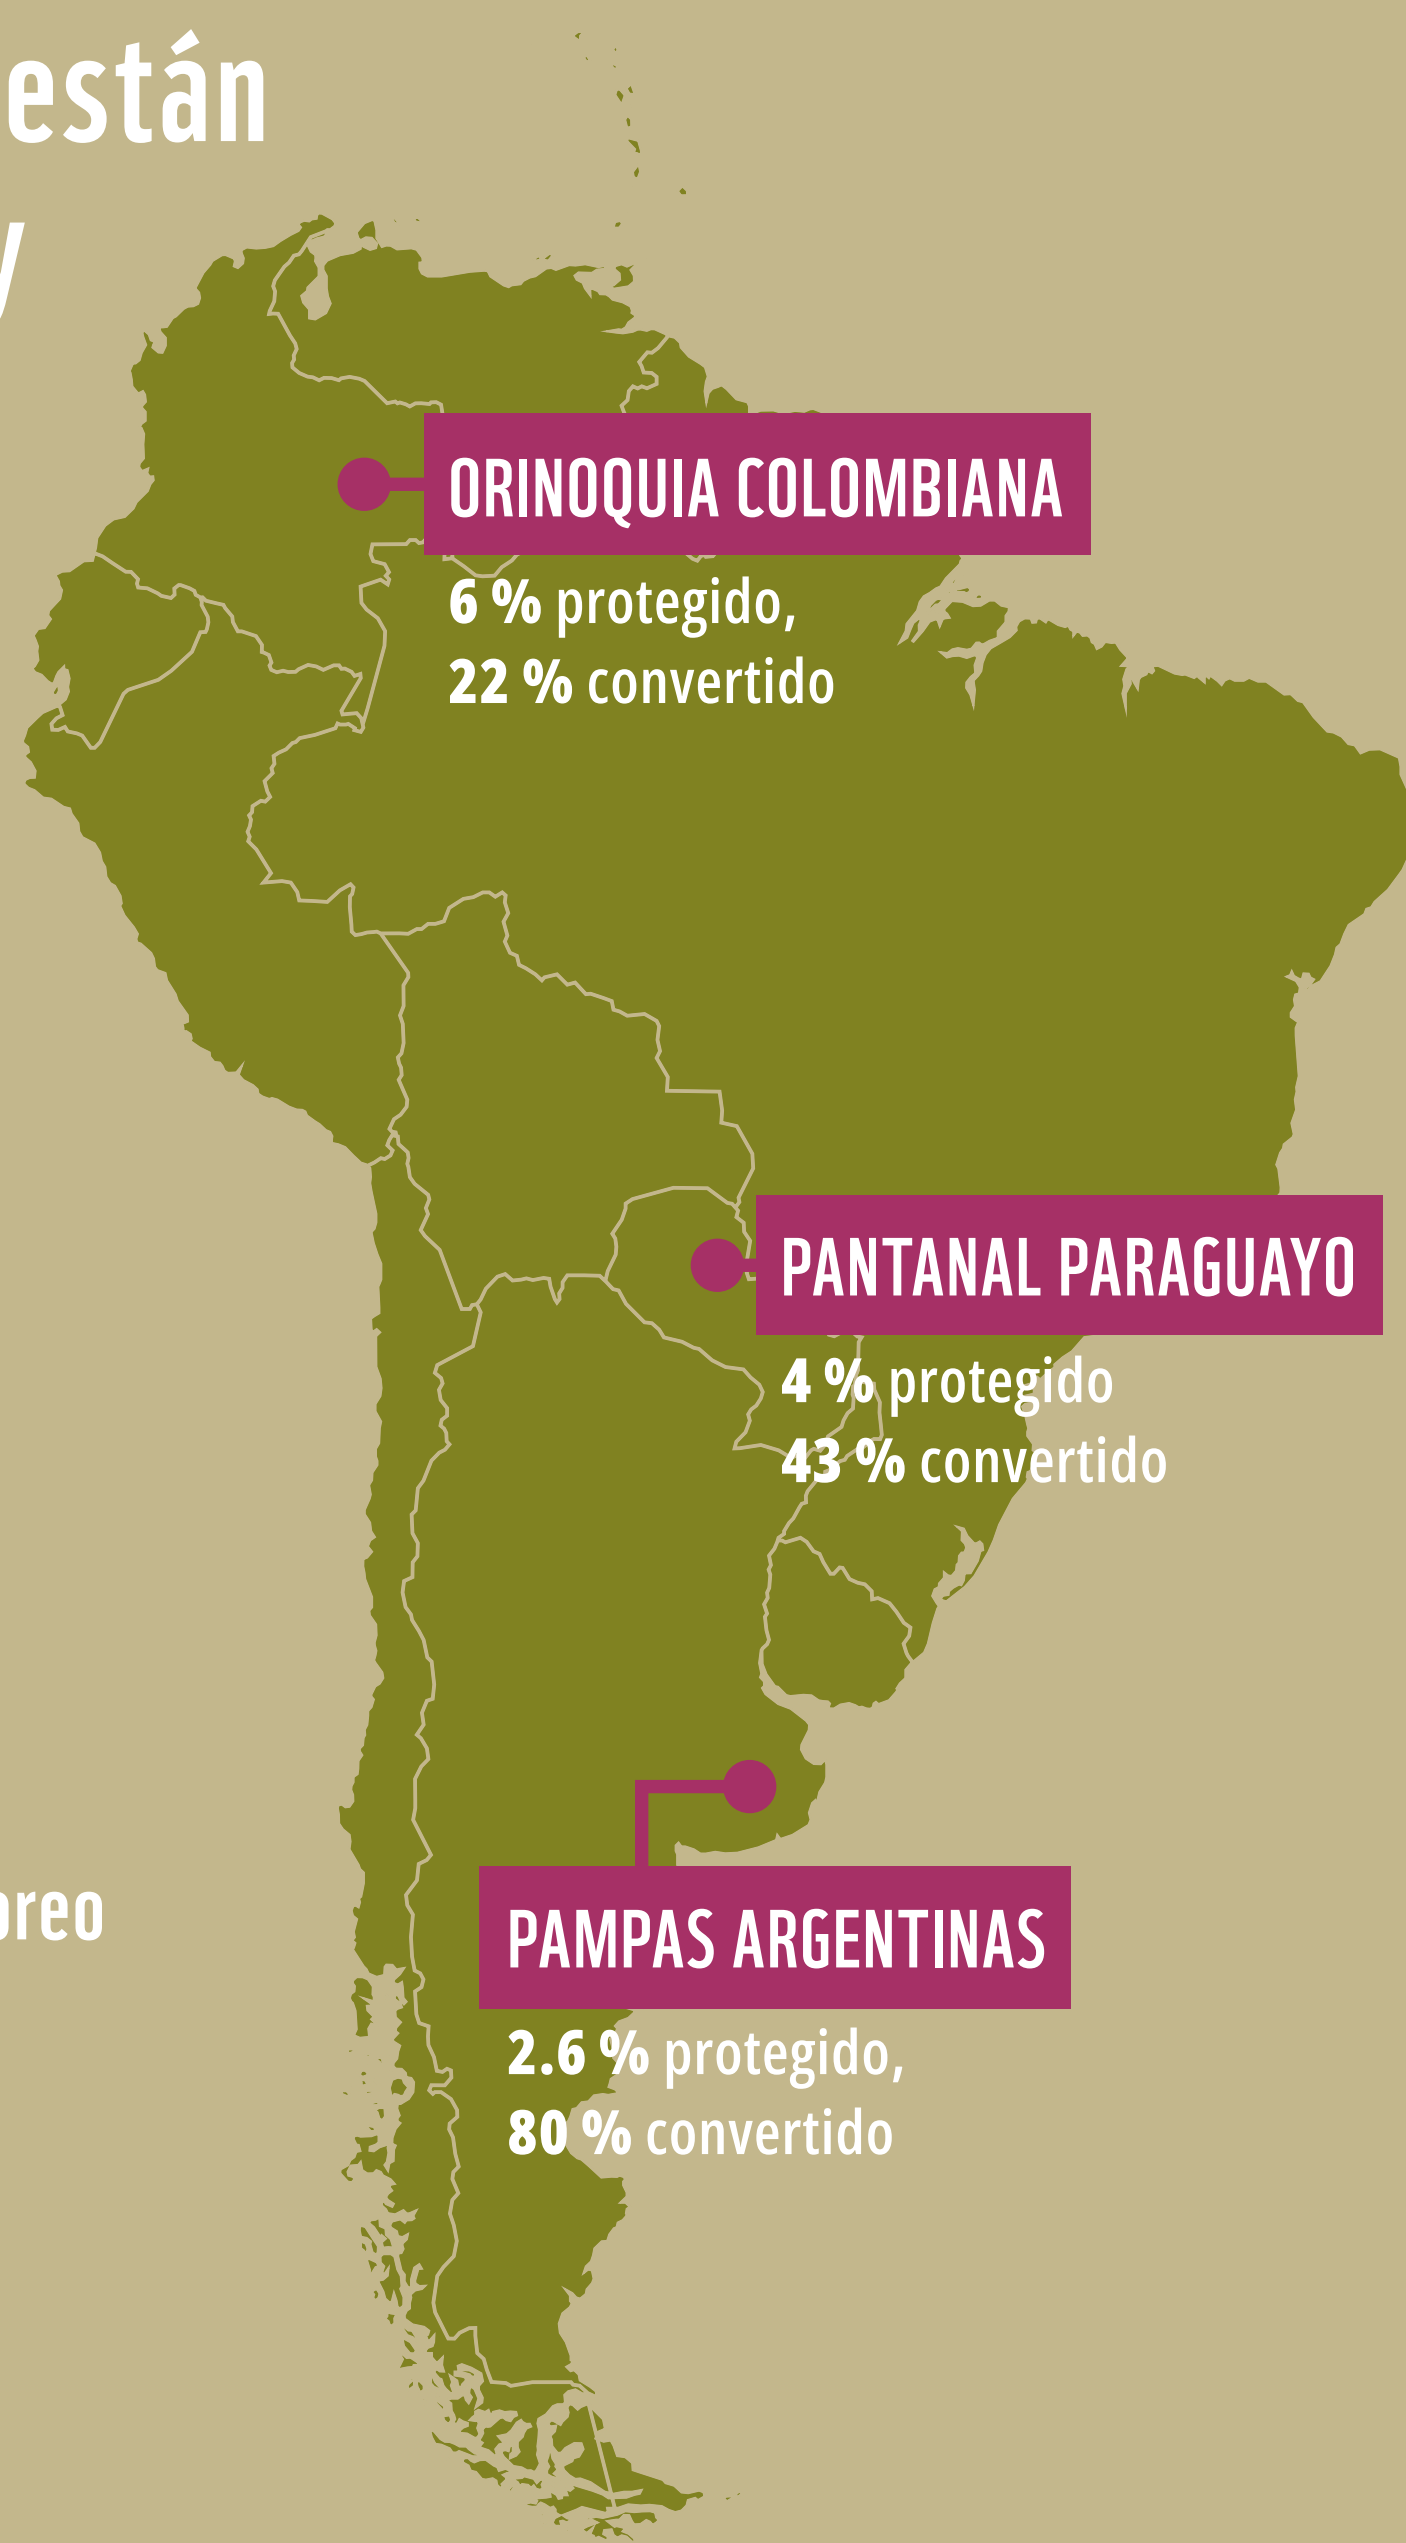 están
y
ORINOQUIA COLOMBIANA
6 % protegido,
22 % convertido
PANTANAL PARAGUAYO
4 % protegido
43 % convertido
oreo
PAMPAS ARGENTINAS
2.6 % protegido,
80 % convertido